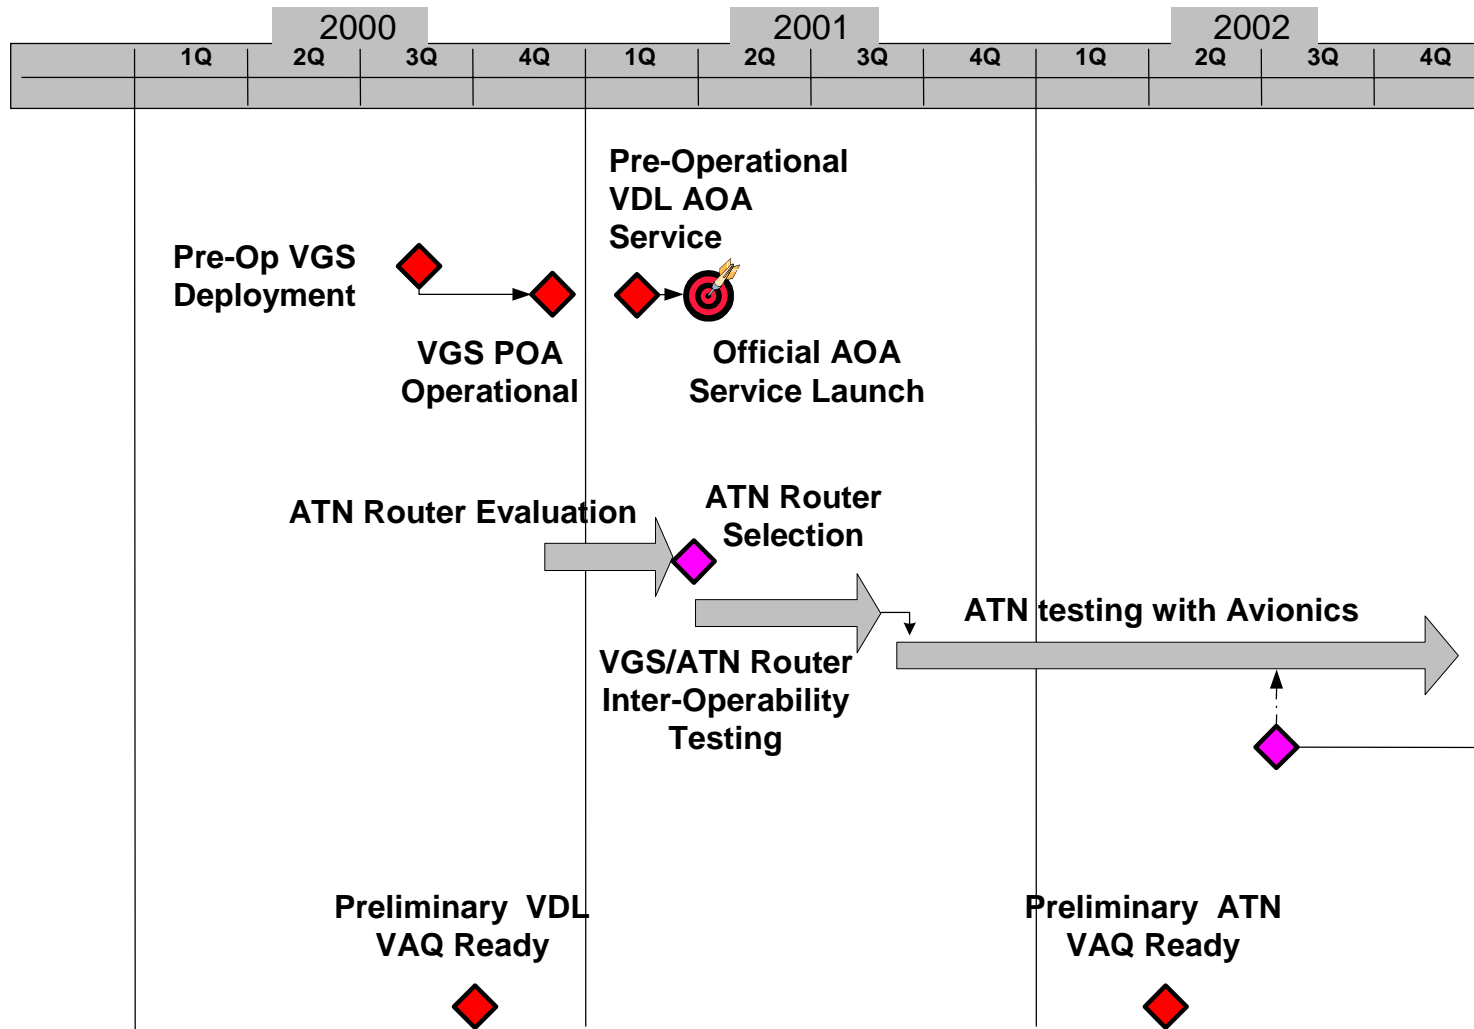 2000
2001
2002
1Q 2Q 3Q 4Q 1Q 2Q 3Q 4Q 1Q 2Q 3Q 4Q
Pre-Operational
VDL AOA
Service
Pre-Op VGS
Deployment
VGS POA
Operational
Official AOA
Service Launch
ATN Router Evaluation
ATN Router
Selection
ATN testing with Avionics
VGS/ATN Router
Inter-Operability
Testing
Preliminary VDL
VAQ Ready
Preliminary ATN
VAQ Ready